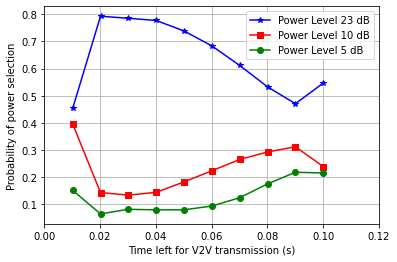 0.8
0.7
0.6
0.5
0.4
0.3
0.2
0.1
Probability of power selection
Power Level 23 dB
Power Level 10 dB
Power Level 5 dB
0.00 0.02 0.04 0.06 0.08 0.10 0.12
Time left for V2V transmission (s)